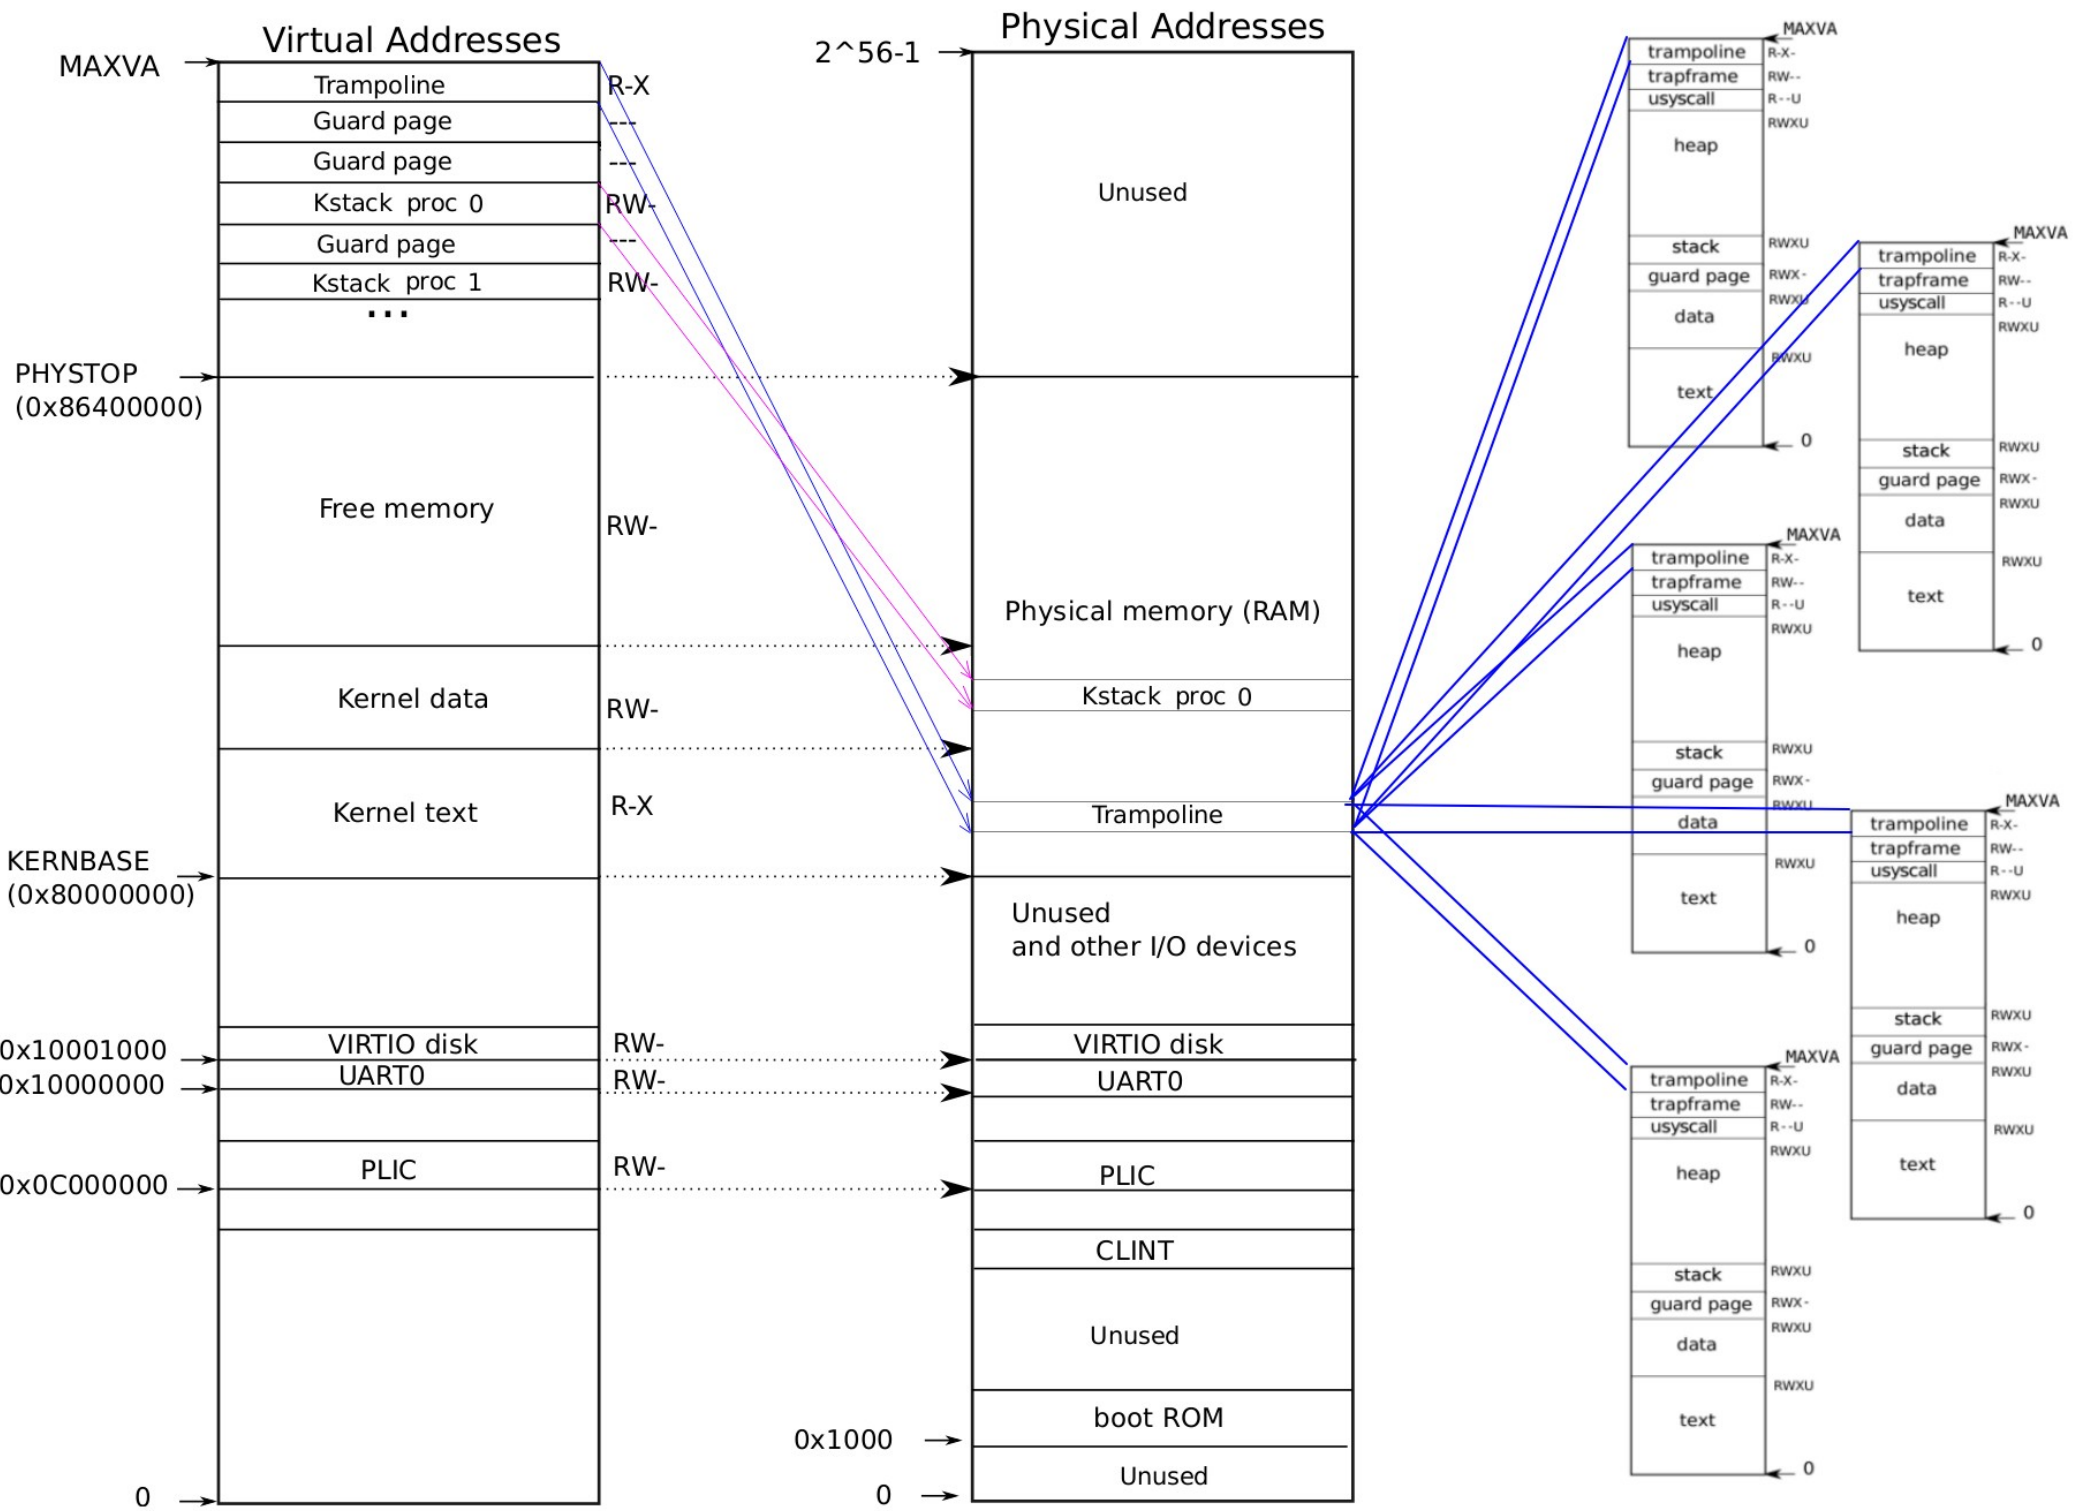 Virtual Addresses
MAXVA
Trampoline R-X
Guard page ---
Guard page ---
Kstack proc 0 RW-
Guard page ---
Kstack proc 1 RW-
...
PHYSTOP
(0x86400000)
Free memory RW-
Kernel data RW-
Kernel text R-X
KERNBASE
(0x80000000)
VIRTIO disk RW-
0x10001000
UART0 RW-
0x10000000
PLIC RW-
0x0C000000
0
Physical Addresses
2^56-1
Unused
Physical memory (RAM)
Kstack proc 0
Trampoline
Unused
and other I/O devices
VIRTIO disk
UART0
PLIC
CLINT
Unused
boot ROM
0x1000
Unused
0
MAXVA
trampoline R-X-
trapframe RW--
usyscall R--U
RWXU
heap
stack RWXU
guard page RWX-
RWXU
data
RWXU
text
0
MAXVA
trampoline R-X-
trapframe RW--
usyscall R--U
RWXU
heap
stack RWXU
guard page RWX-
RWXU
data
RWXU
text
0
MAXVA
trampoline R-X-
trapframe RW--
usyscall R--U
RWXU
heap
stack RWXU
guard page RWX-
RWXU
data
RWXU
text
0
MAXVA
trampoline R-X-
trapframe RW--
usyscall R--U
RWXU
heap
stack RWXU
guard page RWX-
RWXU
data
RWXU
text
0
MAXVA
trampoline R-X-
trapframe RW--
usyscall R--U
RWXU
heap
stack RWXU
guard page RWX-
RWXU
data
RWXU
text
0